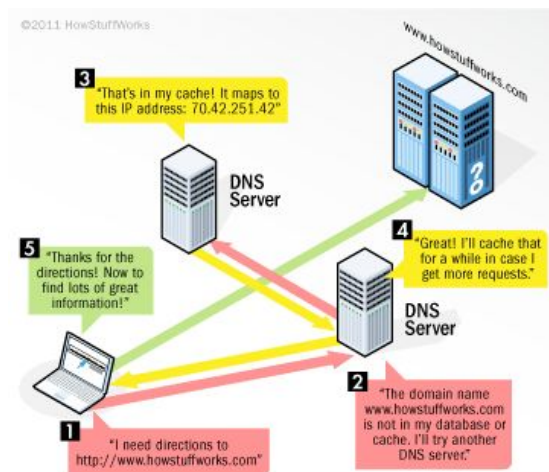 ©2011 HowStuffWorks
www.howstuffworks.com
3
"That's in my cache! It maps to
this IP address: 70.42.251.42"
DNS
Server
5
"Thanks for the
directions! Now to
find lots of great
information!"
4
"Great! I'll cache that
for a while in case I
get more requests."
DNS
Server
?
1
"I need directions to
http://www.howstuffworks.com"
2
"The domain name
www.howstuffworks.com
is not in my database or
cache. I'll try another
DNS server."